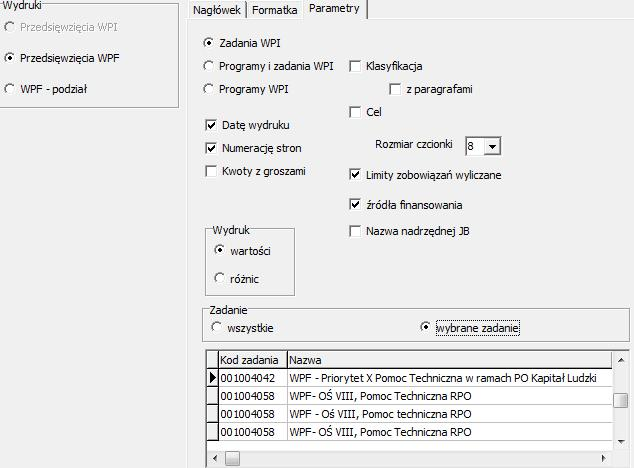 Wydruki
Przedsięwzięcia WPI
Przedsięwzięcia WPF
WPF - podział
Nagłówek Formatka Parametry
Zadania WPI
Programy i zadania WPI
Klasyfikacja
Programy WPI
z paragrafami
Cel
Datę wydruku
Numerację stron
Rozmiar czcionki 8
Kwoty z groszami
Limity zobowiązań wyliczane
źródła finansowania
Nazwa nadrzędnej JB
Wydruk
wartości
różnic
Zadanie
wszystkie
wybrane zadanie
Kod zadania Nazwa
001004042 WPF - Priorytet X Pomoc Techniczna w ramach PO Kapitał Ludzki
001004058 WPF - OŚ VIII, Pomoc Techniczna RPO
001004058 WPF - Oś VIII, Pomoc techniczna RPO
001004058 WPF- OŚ VIII, Pomoc Techniczna RPO